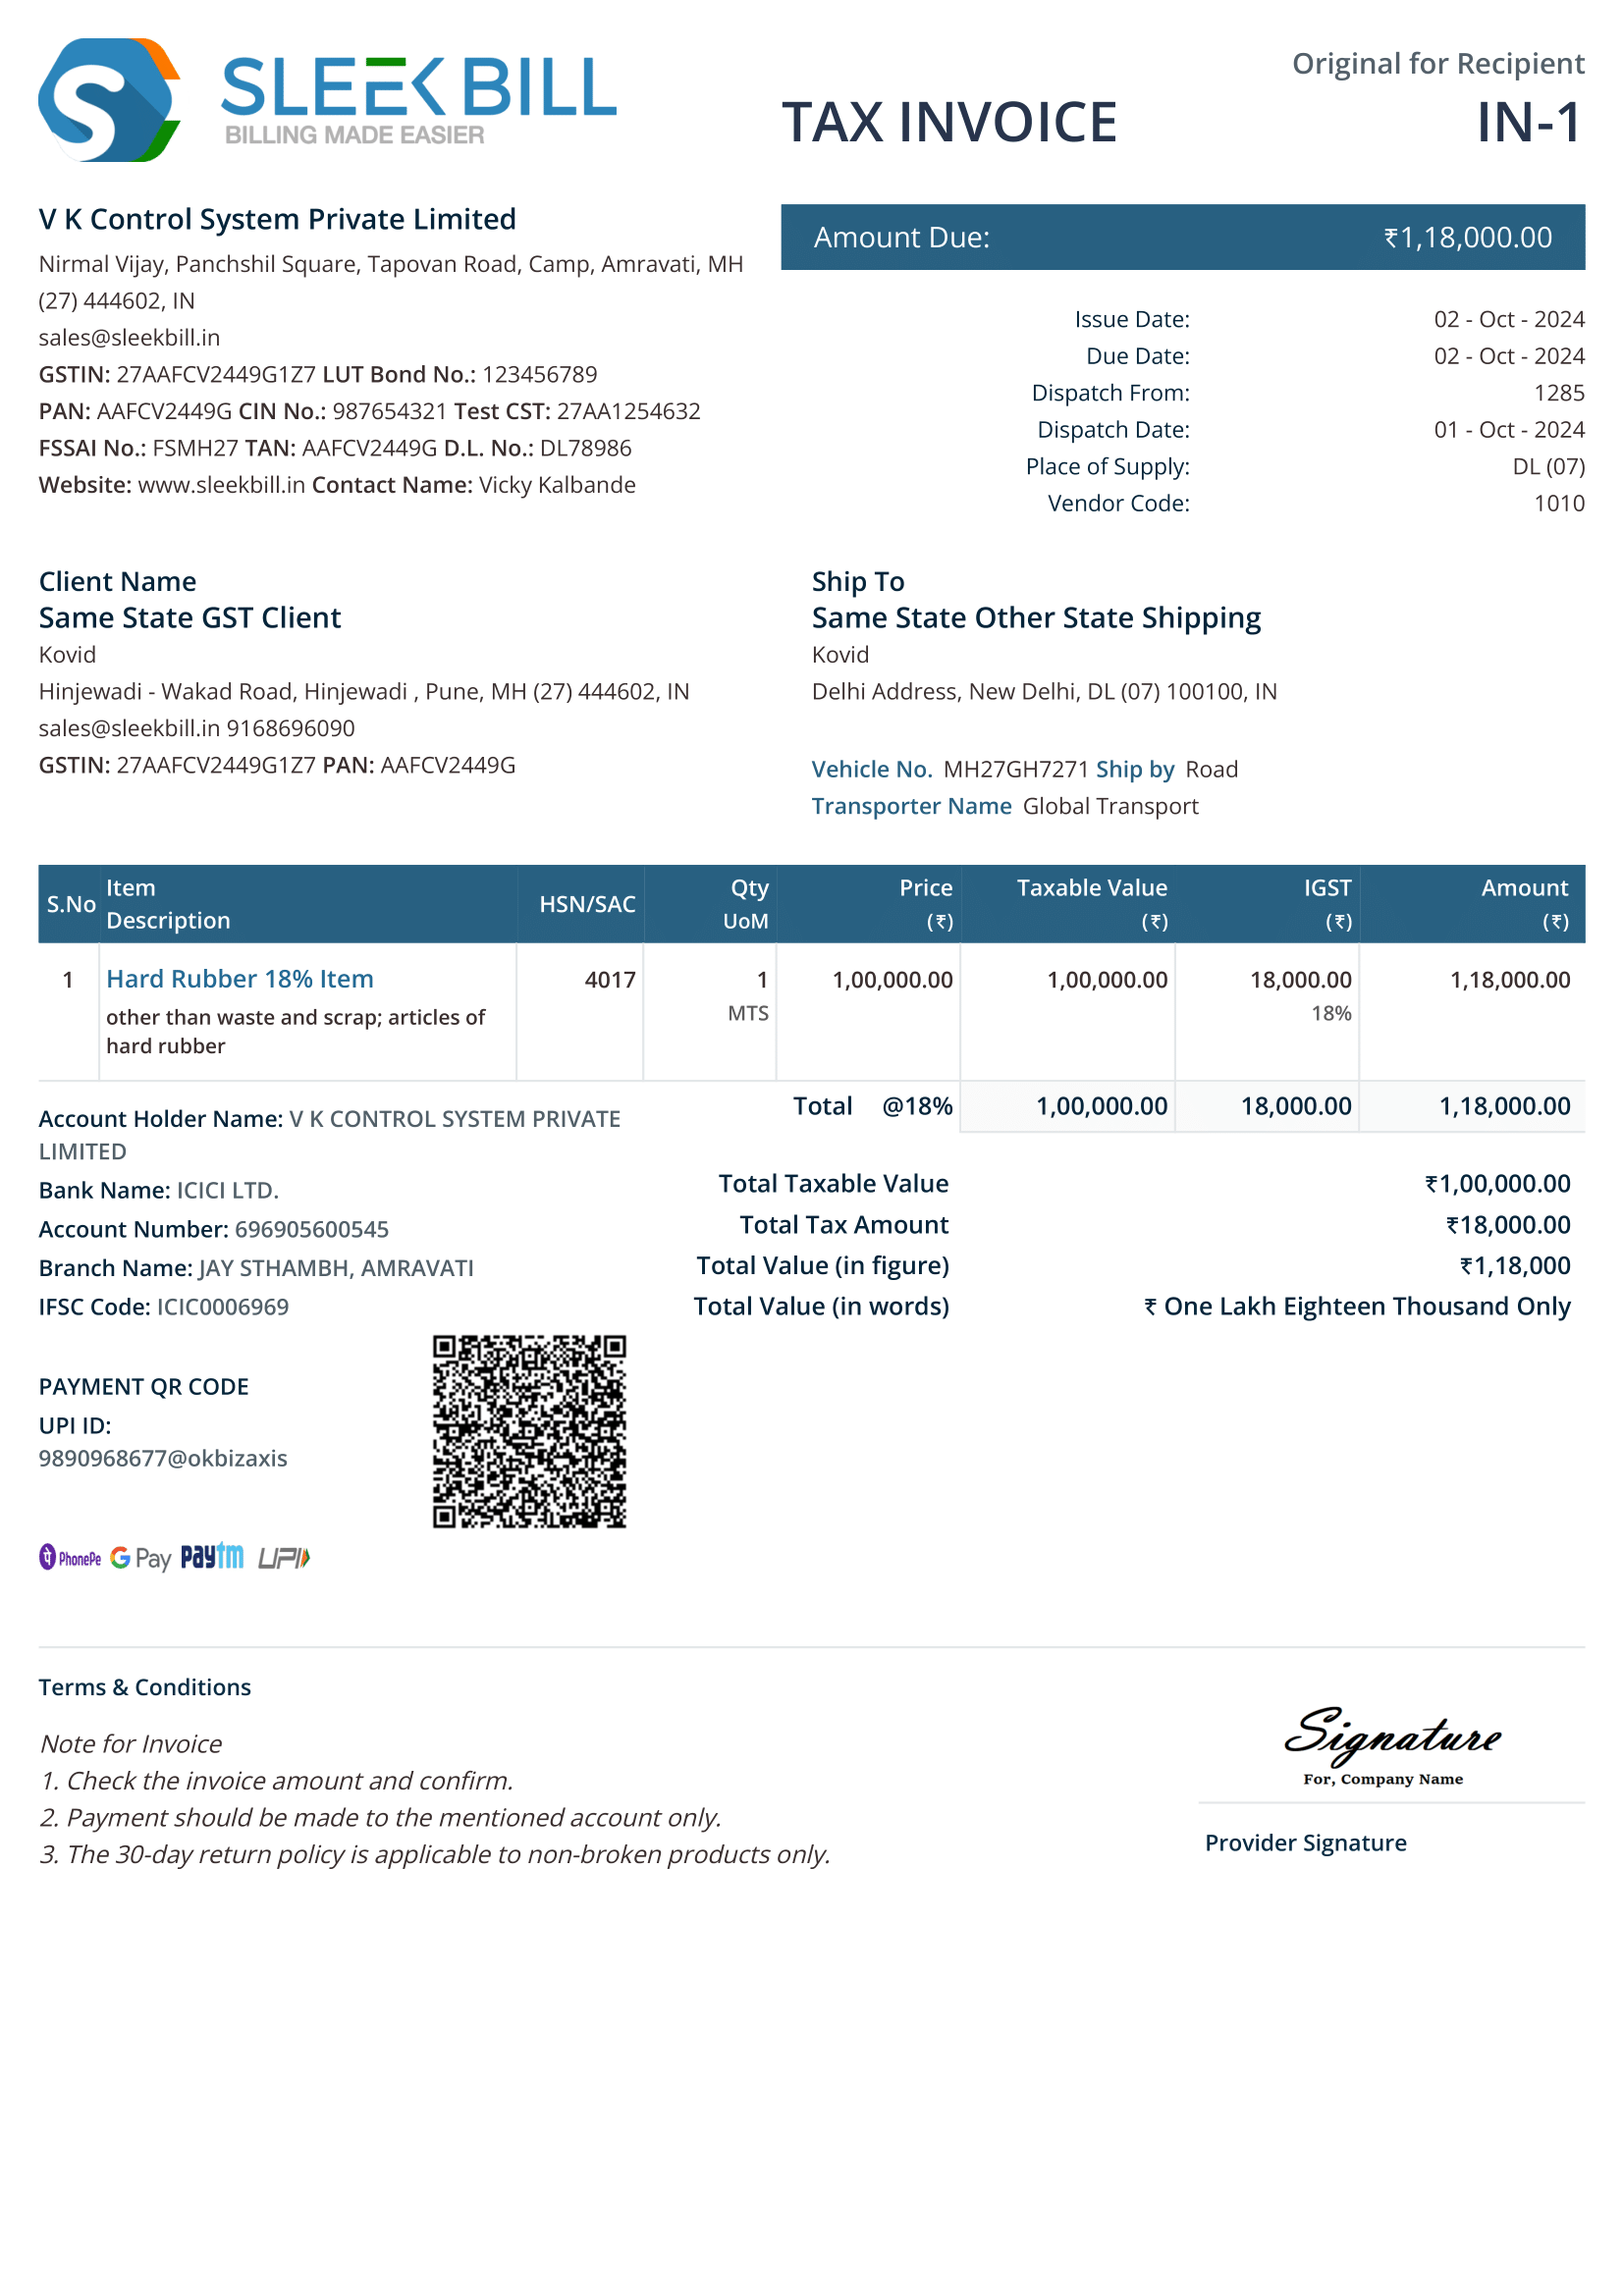 SLEEK BILL
BILLING MADE EASIER
Original for Recipient
TAX INVOICE IN-1
V K Control System Private Limited
Nirmal Vijay, Panchshil Square, Tapovan Road, Camp, Amravati, MH
(27) 444602, IN
sales@sleekbill.in
GSTIN: 27AAFCV2449G1Z7 LUT Bond No.: 123456789
PAN: AAFCV2449G CIN No.: 987654321 Test CST: 27AA1254632
FSSAI No.: FSMH27 TAN: AAFCV2449G D.L. No.: DL78986
Website: www.sleekbill.in Contact Name: Vicky Kalbande
Amount Due: ₹1,18,000.00
Issue Date: 02 - Oct - 2024
Due Date: 02 - Oct - 2024
Dispatch From: 1285
Dispatch Date: 01 - Oct - 2024
Place of Supply: DL (07)
Vendor Code: 1010
Client Name
Same State GST Client
Kovid
Hinjewadi - Wakad Road, Hinjewadi , Pune, MH (27) 444602, IN
sales@sleekbill.in 9168696090
GSTIN: 27AAFCV2449G1Z7 PAN: AAFCV2449G
Ship To
Same State Other State Shipping
Kovid
Delhi Address, New Delhi, DL (07) 100100, IN
Vehicle No. MH27GH7271 Ship by Road
Transporter Name Global Transport
S.No Item Description HSN/SAC Qty UoM Price (₹) Taxable Value (₹) IGST (₹) Amount (₹)
1 Hard Rubber 18% Item 4017 1 1,00,000.00 1,00,000.00 18,000.00 1,18,000.00
MTS 18%
other than waste and scrap; articles of
hard rubber
Total @18% 1,00,000.00 18,000.00 1,18,000.00
Account Holder Name: V K CONTROL SYSTEM PRIVATE
LIMITED
Bank Name: ICICI LTD.
Account Number: 696905600545
Branch Name: JAY STHAMBH, AMRAVATI
IFSC Code: ICIC0006969
Total Taxable Value ₹1,00,000.00
Total Tax Amount ₹18,000.00
Total Value (in figure) ₹1,18,000
Total Value (in words) ₹ One Lakh Eighteen Thousand Only
PAYMENT QR CODE
UPI ID:
9890968677@okbizaxis
पे PhonePe G Pay paytm UPI
Terms & Conditions
Note for Invoice
1. Check the invoice amount and confirm.
2. Payment should be made to the mentioned account only.
3. The 30-day return policy is applicable to non-broken products only.
Signature
For, Company Name
Provider Signature